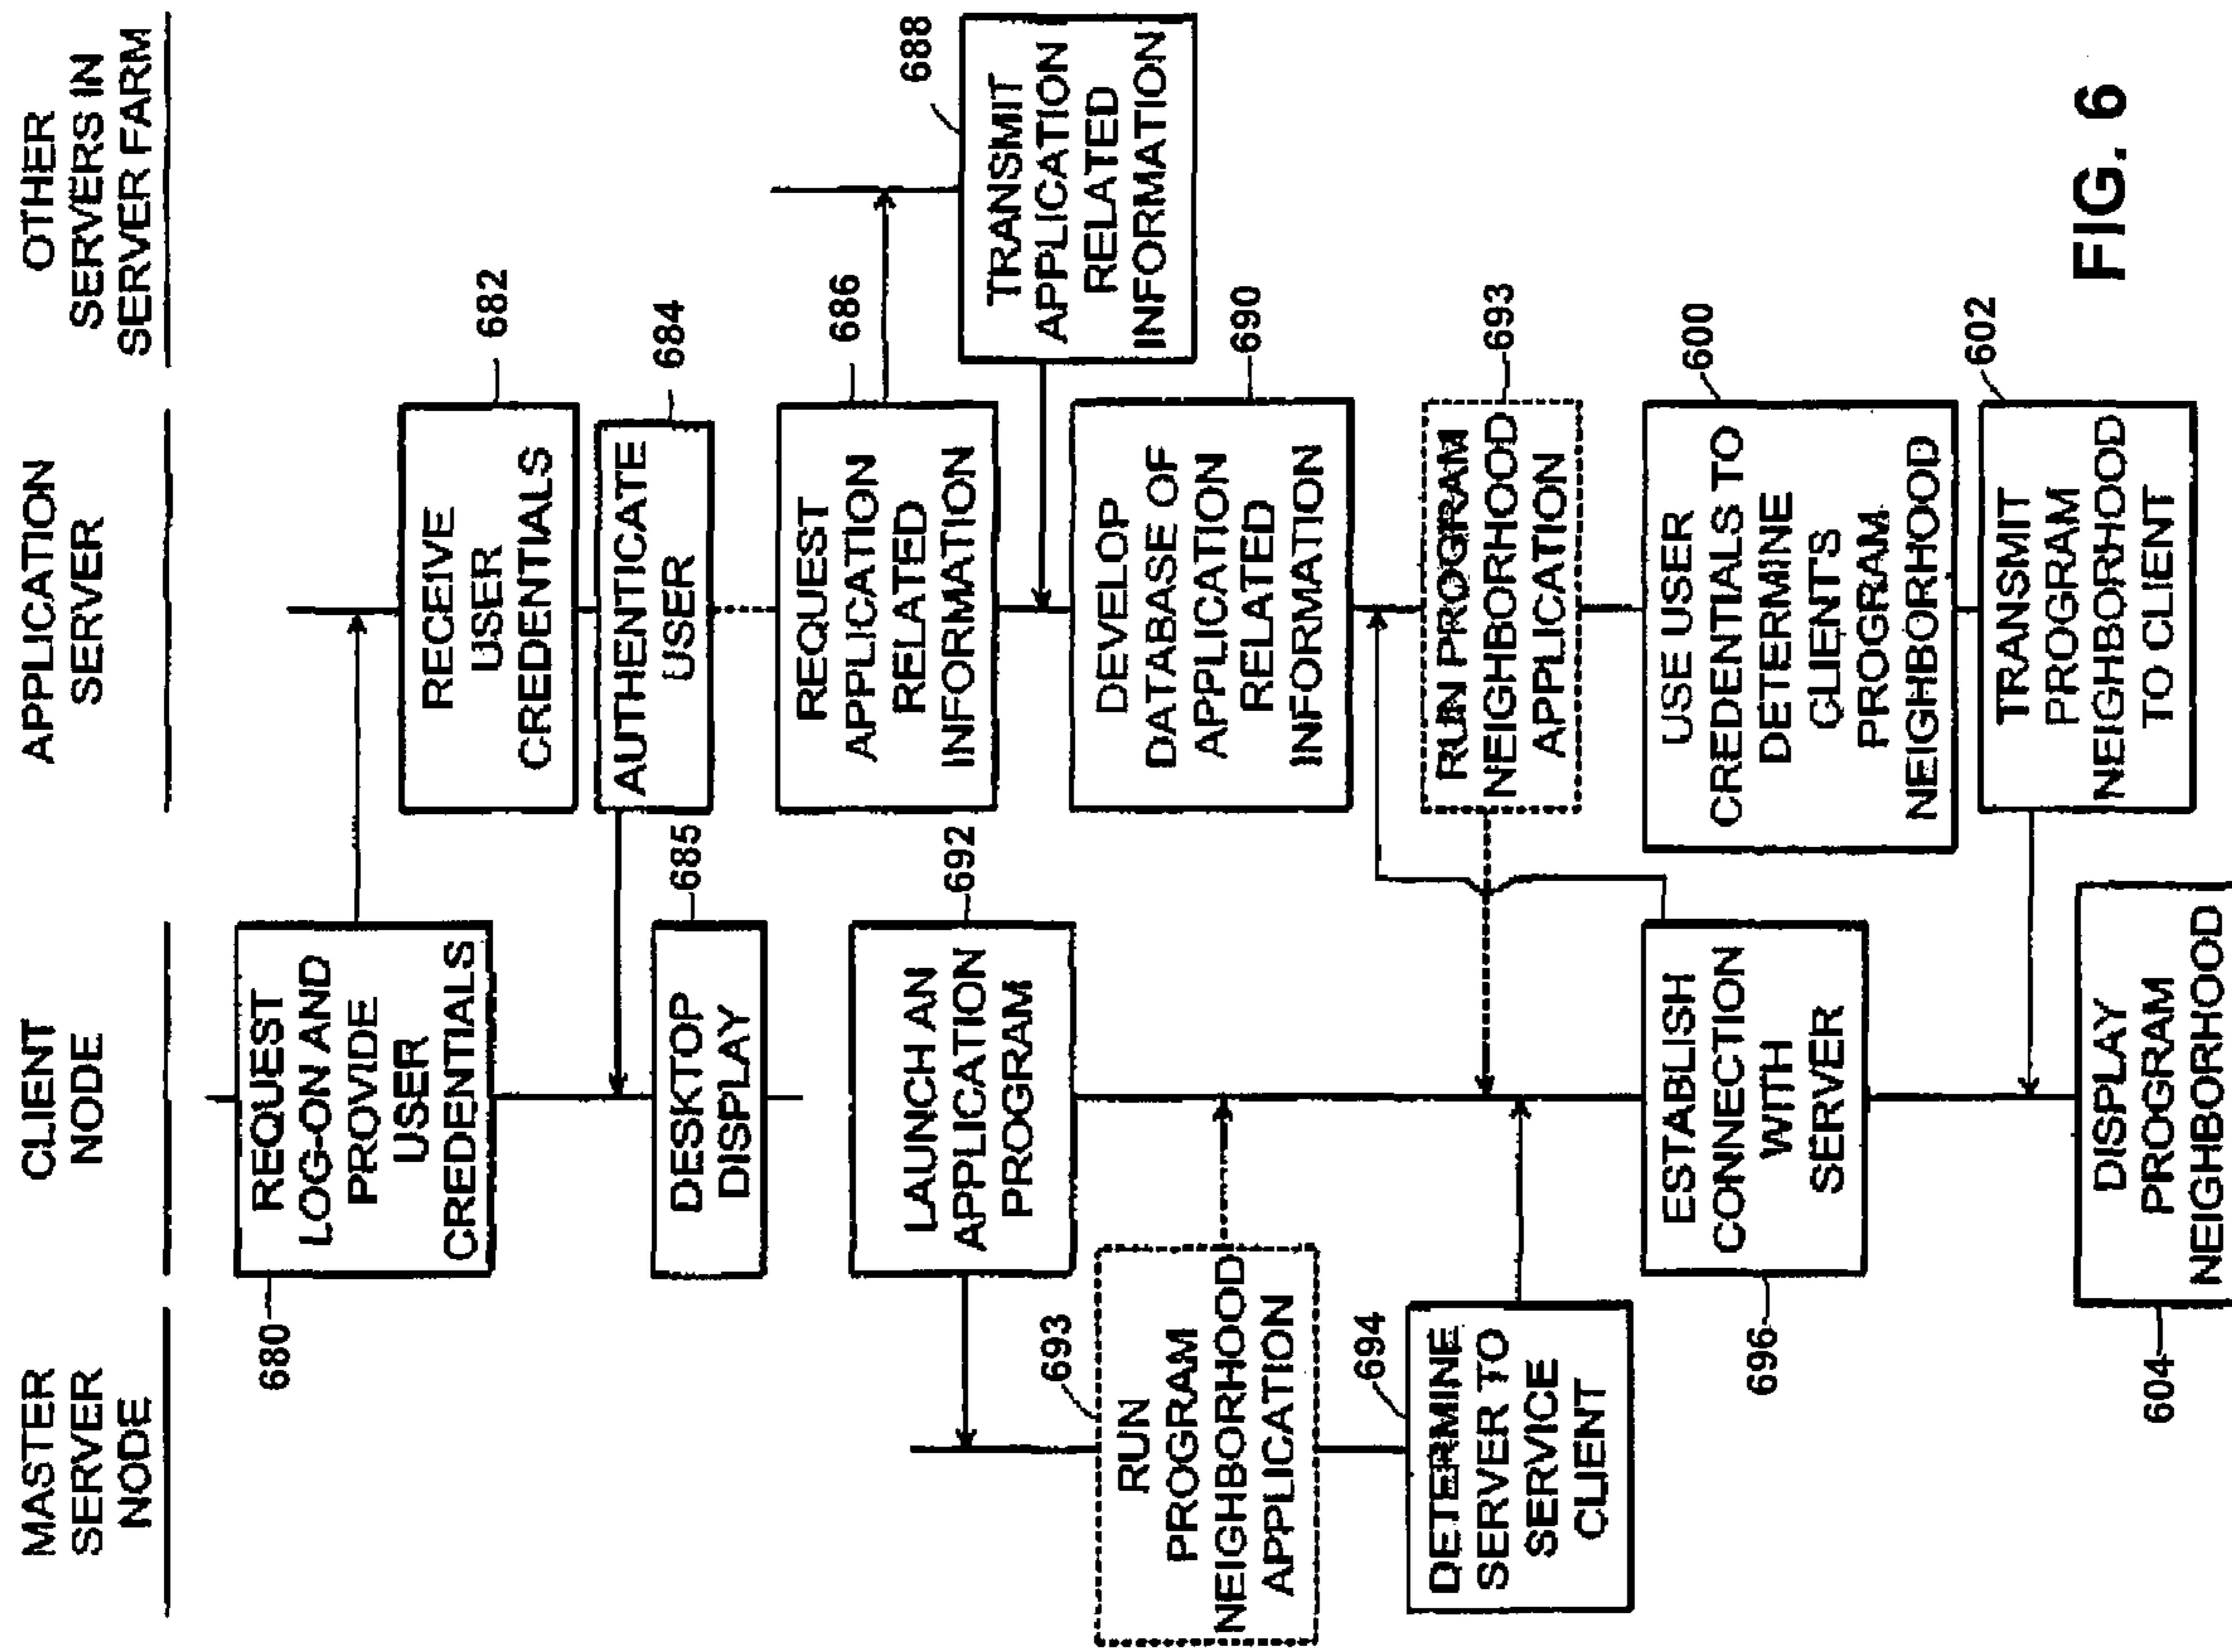 MASTER
SERVER
NODE
CLIENT
NODE
APPLICATION
SERVER
OTHER
SERVERS IN
SERVER FARM
680
REQUEST
LOG-ON AND
PROVIDE
USER
CREDENTIALS
RECEIVE
USER
CREDENTIALS
682
AUTHENTICATE
USER
684
DESKTOP
DISPLAY
685
REQUEST
APPLICATION
RELATED
INFORMATION
686
TRANSMIT
APPLICATION
RELATED
INFORMATION
688
LAUNCH AN
APPLICATION
PROGRAM
692
DEVELOP
DATABASE OF
APPLICATION
RELATED
INFORMATION
690
RUN
PROGRAM
NEIGHBORHOOD
APPLICATION
693
RUN PROGRAM
NEIGHBORHOOD
APPLICATION
693
DETERMINE
SERVER TO
SERVICE
CLIENT
694
ESTABLISH
CONNECTION
WITH
SERVER
696
USE USER
CREDENTIALS TO
DETERMINE
CLIENTS
PROGRAM
NEIGHBORHOOD
600
TRANSMIT
PROGRAM
NEIGHBORHOOD
TO CLIENT
602
DISPLAY
PROGRAM
NEIGHBORHOOD
604
FIG. 6